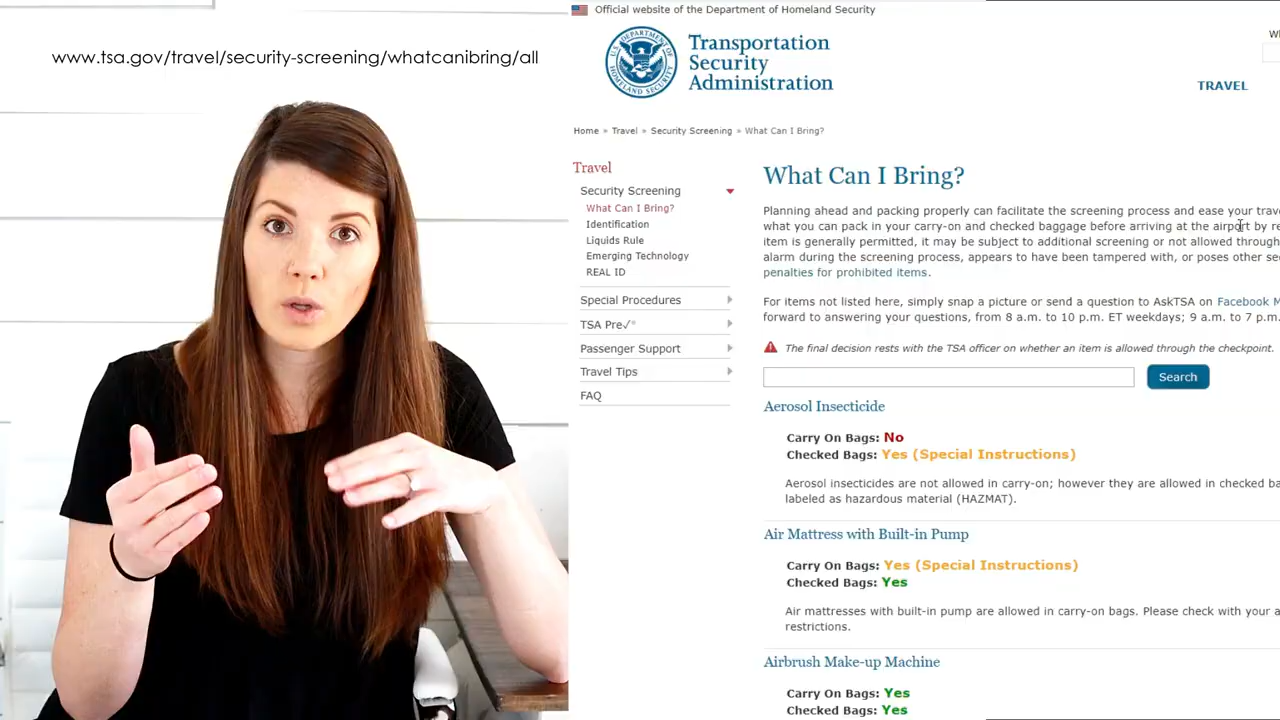 www.tsa.gov/travel/security-screening/whatcanibring/all
Official website of the Department of Homeland Security
Transportation
Security
Administration
TRAVEL
Home » Travel » Security Screening » What Can I Bring?
Travel
Security Screening
What Can I Bring?
Identification
Liquids Rule
Emerging Technology
REAL ID
Special Procedures
TSA Pre✓®
Passenger Support
Travel Tips
FAQ
What Can I Bring?
Planning ahead and packing properly can facilitate the screening process and ease your
what you can pack in your carry-on and checked baggage before arriving at the airport by
item is generally permitted, it may be subject to additional screening or not allowed through
alarm during the screening process, appears to have been tampered with, or poses other
penalties for prohibited items.
For items not listed here, simply snap a picture or send a question to AskTSA on Facebook
forward to answering your questions, from 8 a.m. to 10 p.m. ET weekdays; 9 a.m. to 7 p.m.
The final decision rests with the TSA officer on whether an item is allowed through the checkpoint.
Search
Aerosol Insecticide
Carry On Bags: No
Checked Bags: Yes (Special Instructions)
Aerosol insecticides are not allowed in carry-on; however they are allowed in checked
labeled as hazardous material (HAZMAT).
Air Mattress with Built-in Pump
Carry On Bags: Yes (Special Instructions)
Checked Bags: Yes
Air mattresses with built-in pump are allowed in carry-on bags. Please check with your
restrictions.
Airbrush Make-up Machine
Carry On Bags: Yes
Checked Bags: Yes